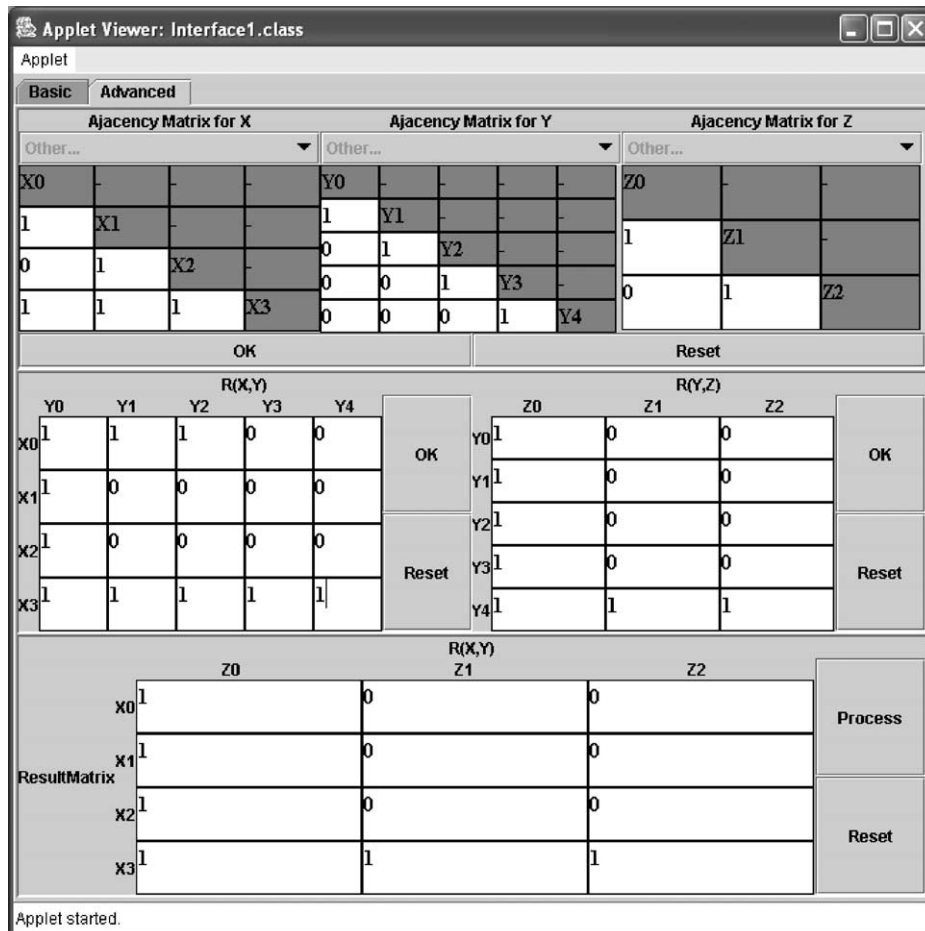 Applet Viewer: Interface1.class
Applet
Basic Advanced
Ajacency Matrix for X Ajacency Matrix for Y Ajacency Matrix for Z
Other... Other... Other...
X0 - - - Y0 - - - - Z0 - -
1 X1 - - 1 Y1 - - - 1 Z1 -
0 1 X2 - 0 1 Y2 - - 0 1 Z2
1 1 1 X3 0 0 1 Y3 -
0 0 0 1 Y4
OK Reset
R(X,Y) R(Y,Z)
Y0 Y1 Y2 Y3 Y4 Z0 Z1 Z2
X0 1 1 1 0 0 OK Y0 1 0 0 OK
X1 1 0 0 0 0 Y1 1 0 0
X2 1 0 0 0 0 Y2 1 0 0
Reset Y3 1 0 0 Reset
X3 1 1 1 1 1 Y4 1 1 1
R(X,Y)
Z0 Z1 Z2
X0 1 0 0 Process
X1 1 0 0
ResultMatrix
X2 1 0 0
Reset
X3 1 1 1
Applet started.